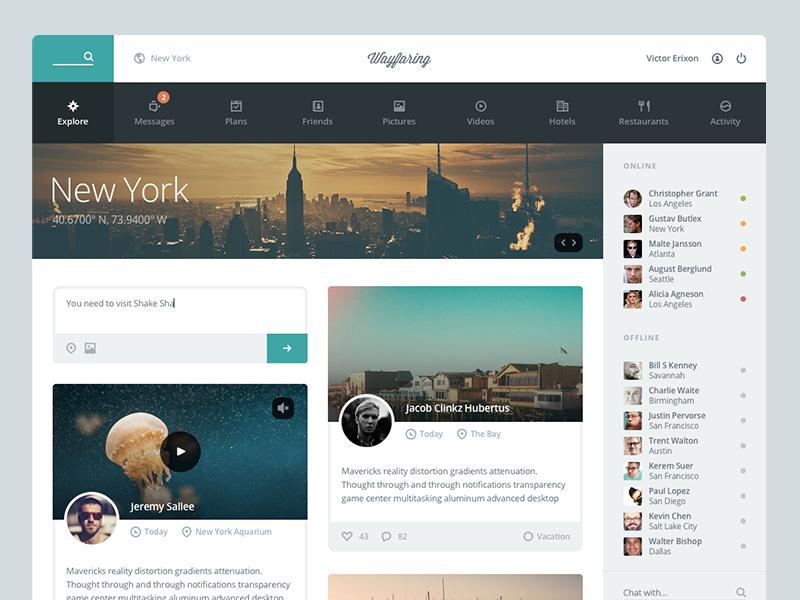 New York
Wayfaring
Victor Erixon
Explore
2
Messages
Plans
Friends
Pictures
Videos
Hotels
Restaurants
Activity
New York
40.6700° N, 73.9400° W
You need to visit Shake Sha
Jeremy Sallee
Today
New York Aquarium
Mavericks reality distortion gradients attenuation.
Thought through and through notifications transparency
game center multitasking aluminum advanced desktop
Jacob Clinkz Hubertus
Today
The Bay
Mavericks reality distortion gradients attenuation.
Thought through and through notifications transparency
game center multitasking aluminum advanced desktop
43
82
Vacation
ONLINE
Christopher Grant
Los Angeles
Gustav Butlex
New York
Malte Jansson
Atlanta
August Berglund
Seattle
Alicia Agneson
Los Angeles
OFFLINE
Bill S Kenney
Savannah
Charlie Waite
Birmingham
Justin Pervorse
San Francisco
Trent Walton
Austin
Kerem Suer
San Francisco
Paul Lopez
San Diego
Kevin Chen
Salt Lake City
Walter Bishop
Dallas
Chat with...